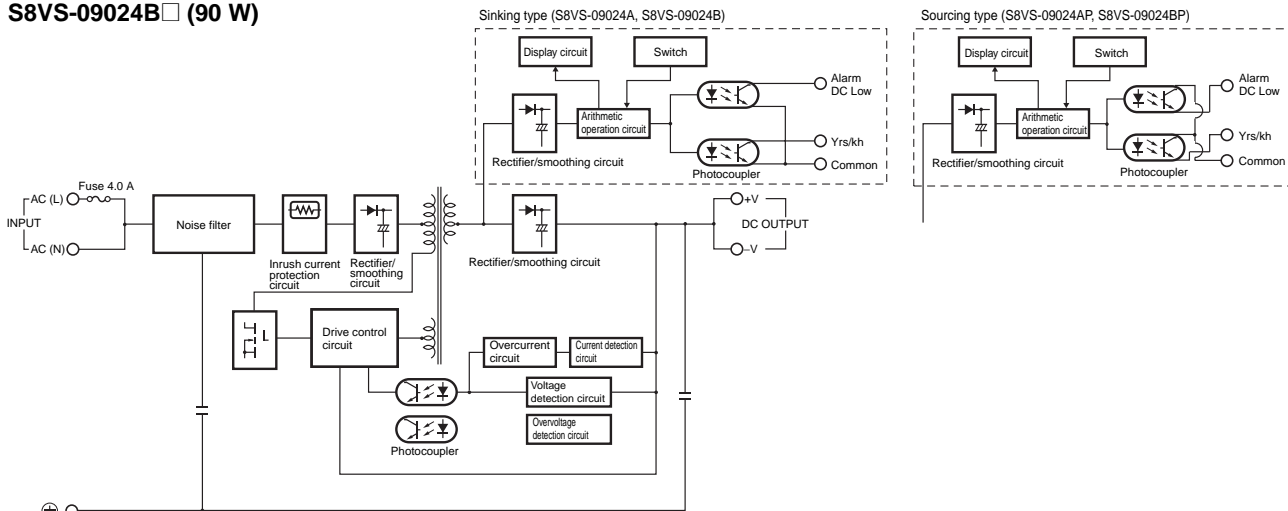 S8VS-09024B□ (90 W)
Sinking type (S8VS-09024A, S8VS-09024B)
Display circuit
Switch
Alarm
DC Low
Arithmetic
operation circuit
Yrs/kh
Rectifier/smoothing circuit
Common
Photocoupler
Sourcing type (S8VS-09024AP, S8VS-09024BP)
Display circuit
Switch
Alarm
DC Low
Arithmetic
operation circuit
Yrs/kh
Rectifier/smoothing circuit
Common
Photocoupler
Fuse 4.0 A
AC (L)
INPUT
AC (N)
Noise filter
Inrush current
protection
circuit
Rectifier/
smoothing
circuit
Rectifier/smoothing circuit
+V
DC OUTPUT
–V
Drive control
circuit
Overcurrent
circuit
Current detection
circuit
Voltage
detection circuit
Overvoltage
detection circuit
Photocoupler